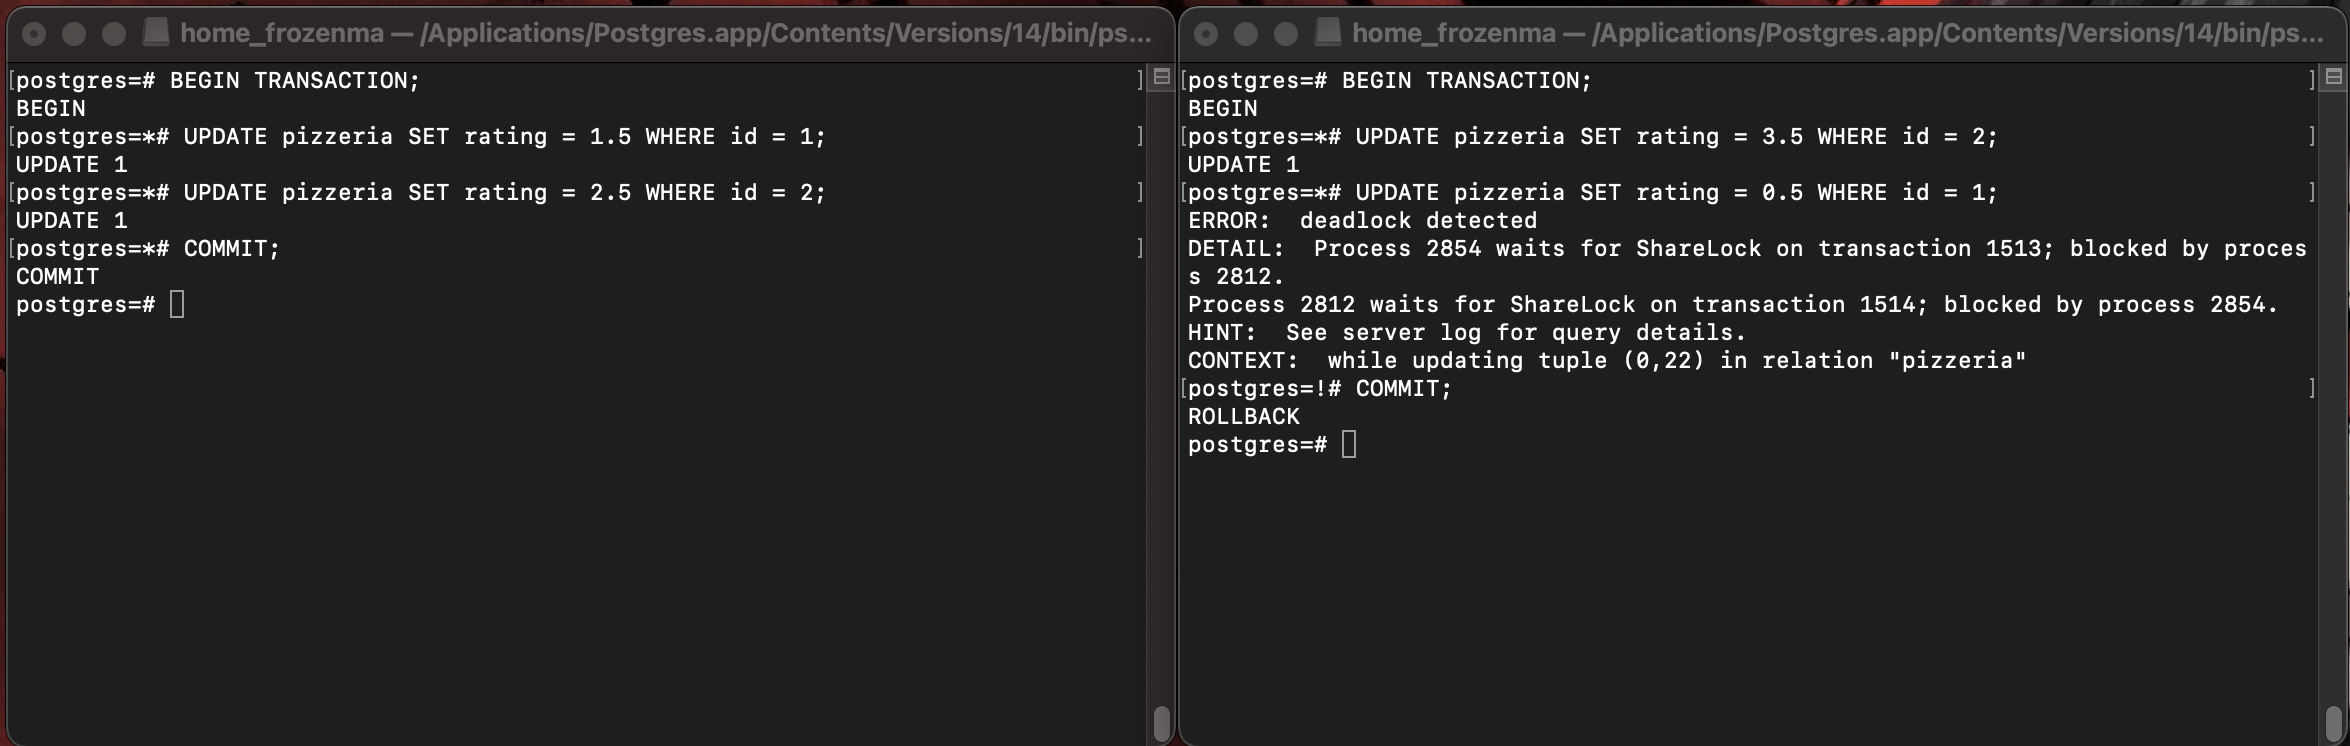 home_frozenma — /Applications/Postgres.app/Contents/Versions/14/bin/ps...
[postgres=# BEGIN TRANSACTION; ]
BEGIN
[postgres=*# UPDATE pizzeria SET rating = 1.5 WHERE id = 1; ]
UPDATE 1
[postgres=*# UPDATE pizzeria SET rating = 2.5 WHERE id = 2; ]
UPDATE 1
[postgres=*# COMMIT; ]
COMMIT
postgres=#
home_frozenma — /Applications/Postgres.app/Contents/Versions/14/bin/ps...
[postgres=# BEGIN TRANSACTION; ]
BEGIN
[postgres=*# UPDATE pizzeria SET rating = 3.5 WHERE id = 2; ]
UPDATE 1
[postgres=*# UPDATE pizzeria SET rating = 0.5 WHERE id = 1; ]
ERROR:  deadlock detected
DETAIL:  Process 2854 waits for ShareLock on transaction 1513; blocked by proces
s 2812.
Process 2812 waits for ShareLock on transaction 1514; blocked by process 2854.
HINT:  See server log for query details.
CONTEXT:  while updating tuple (0,22) in relation "pizzeria"
[postgres=!# COMMIT; ]
ROLLBACK
postgres=#